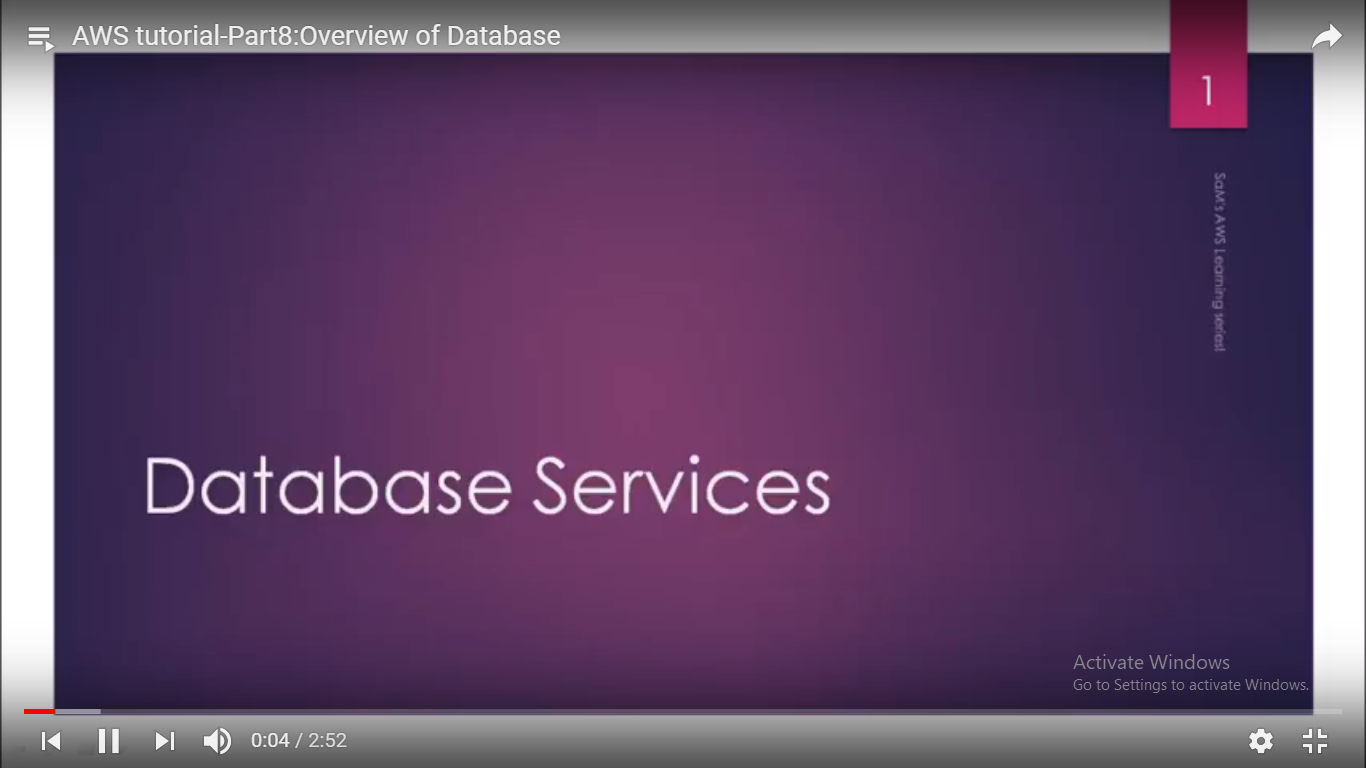 AWS tutorial-Part8:Overview of Database
1
SaM's AWS Learning series!
Database Services
Activate Windows
Go to Settings to activate Windows.
0:04 / 2:52